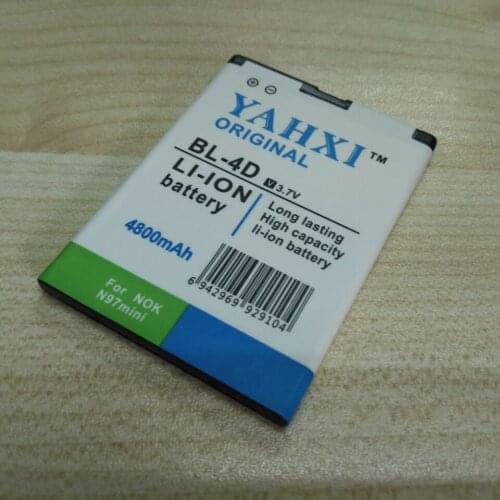 ⊕ ⊖
YAHXI™
ORIGINAL
BL-4D V 3.7V
LI-ION
battery
4800mAh
Long lasting
High capacity
li-ion battery
6 942969 929104
For NOK
N97mini